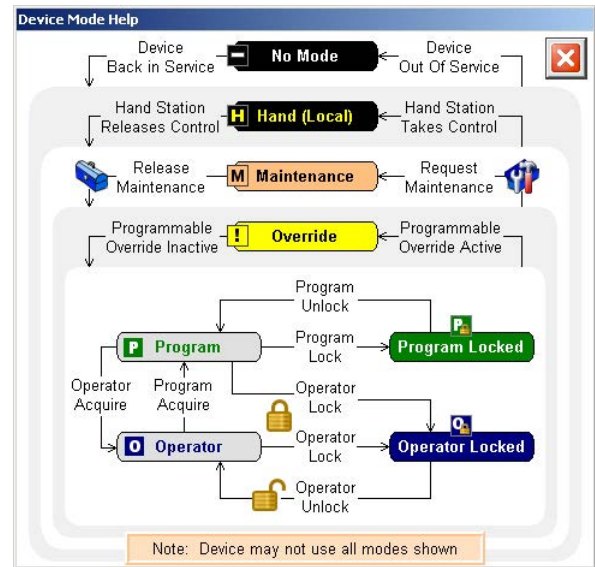 Device Mode Help
Device
Back in Service
No Mode
Device
Out Of Service
Hand Station
Releases Control
H Hand (Local)
Hand Station
Takes Control
Release
Maintenance
M Maintenance
Request
Maintenance
Programmable
Override Inactive
! Override
Programmable
Override Active
Program
Unlock
P Program
Program
Lock
P
Program Locked
Operator
Acquire
Program
Acquire
Operator
Lock
O Operator
Operator
Lock
O
Operator Locked
Operator
Unlock
Note: Device may not use all modes shown